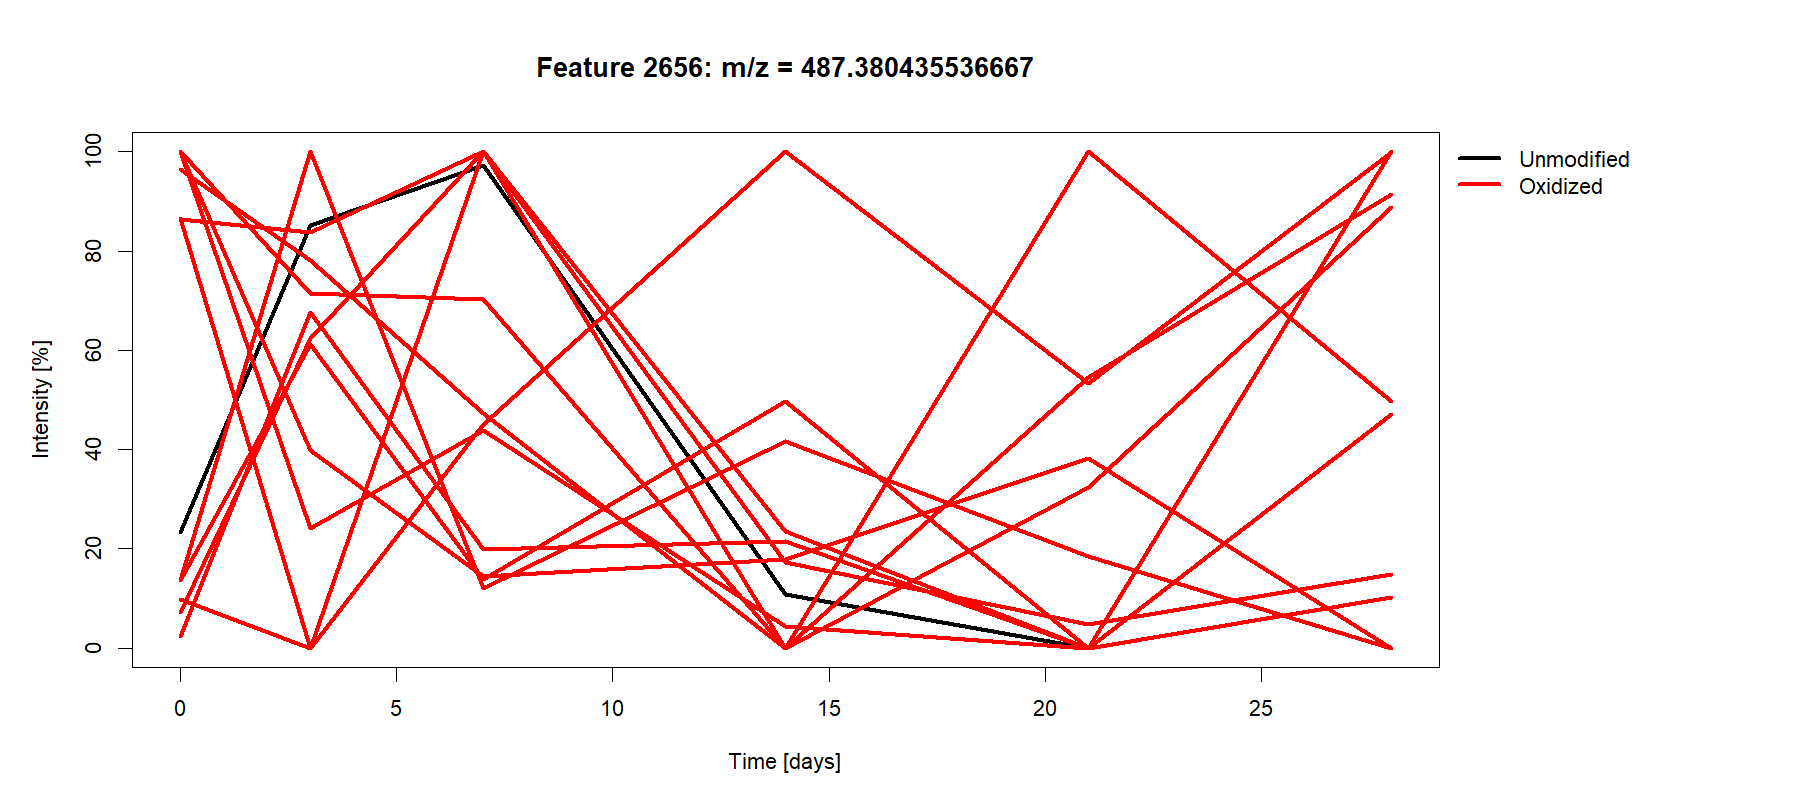 Feature 2656: m/z = 487.380435536667
Unmodified
Oxidized
Intensity [%]
100
80
60
40
20
0
0 5 10 15 20 25
Time [days]